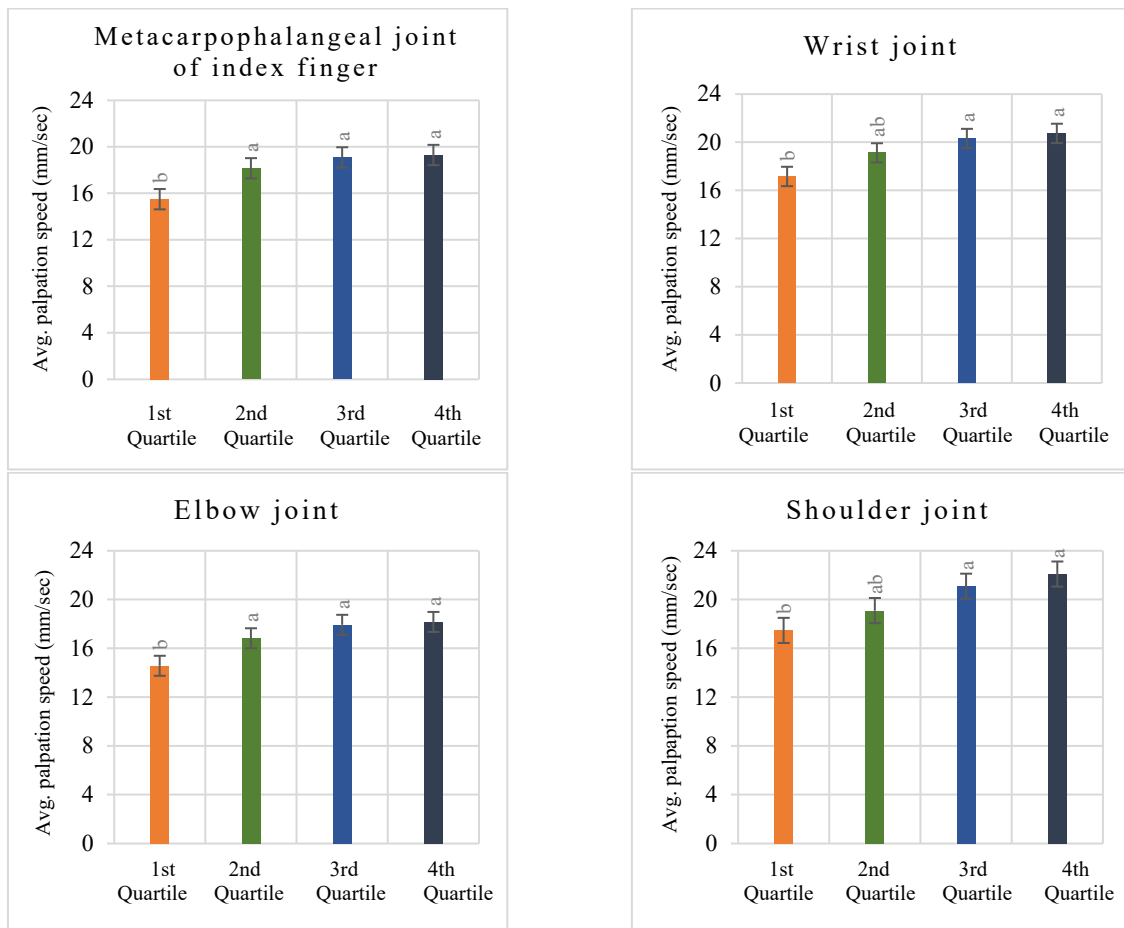 Metacarpophalangeal joint
of index finger
Avg. palpation speed (mm/sec)
24
20
16
12
8
4
0
b
a
a
a
1st
Quartile
2nd
Quartile
3rd
Quartile
4th
Quartile
Wrist joint
Avg. palpation speed (mm/sec)
24
20
16
12
8
4
0
b
ab
a
a
1st
Quartile
2nd
Quartile
3rd
Quartile
4th
Quartile
Elbow joint
Avg. palpation speed (mm/sec)
24
20
16
12
8
4
0
b
a
a
a
1st
Quartile
2nd
Quartile
3rd
Quartile
4th
Quartile
Shoulder joint
Avg. palpaption speed (mm/sec)
24
20
16
12
8
4
0
b
ab
a
a
1st
Quartile
2nd
Quartile
3rd
Quartile
4th
Quartile